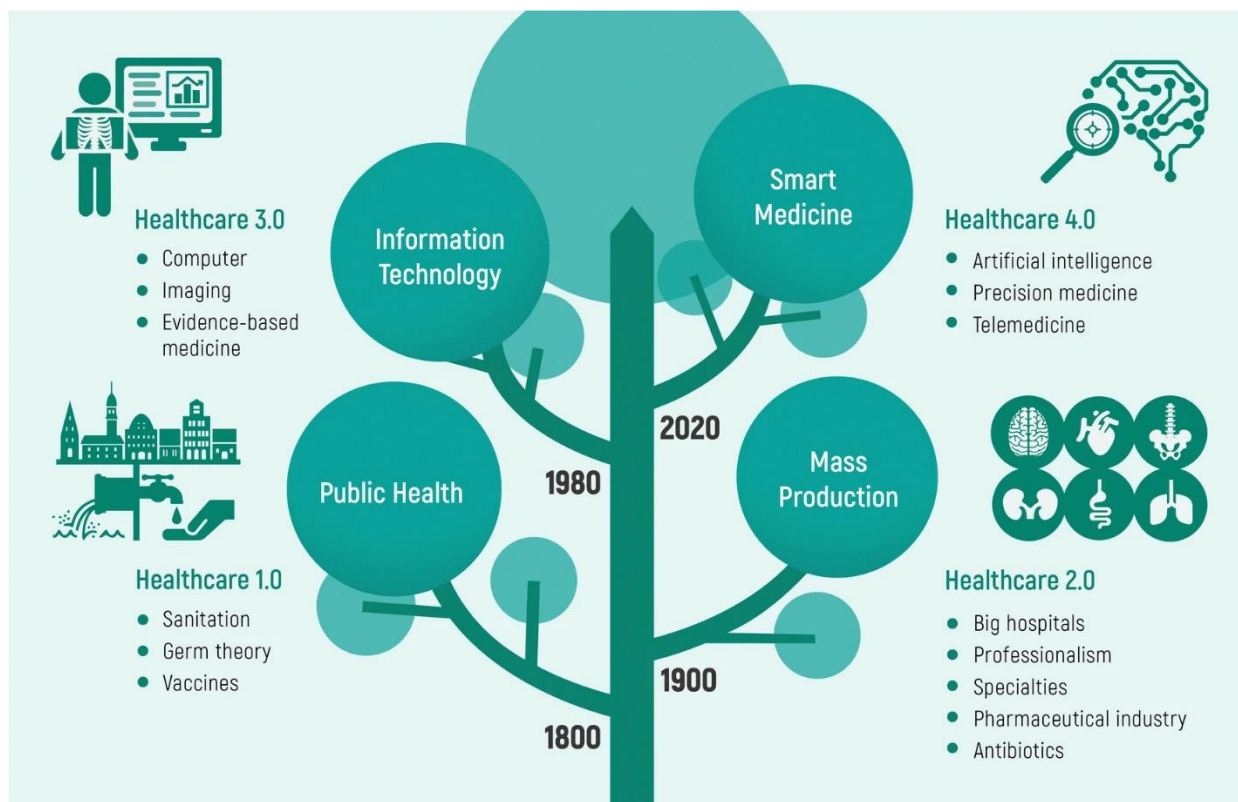 Information
Technology
Smart
Medicine
Healthcare 3.0
Computer
Imaging
Evidence-based
medicine
Healthcare 4.0
Artificial intelligence
Precision medicine
Telemedicine
2020
1980
Public Health
Mass
Production
Healthcare 1.0
Sanitation
Germ theory
Vaccines
Healthcare 2.0
Big hospitals
Professionalism
Specialties
Pharmaceutical industry
Antibiotics
1900
1800